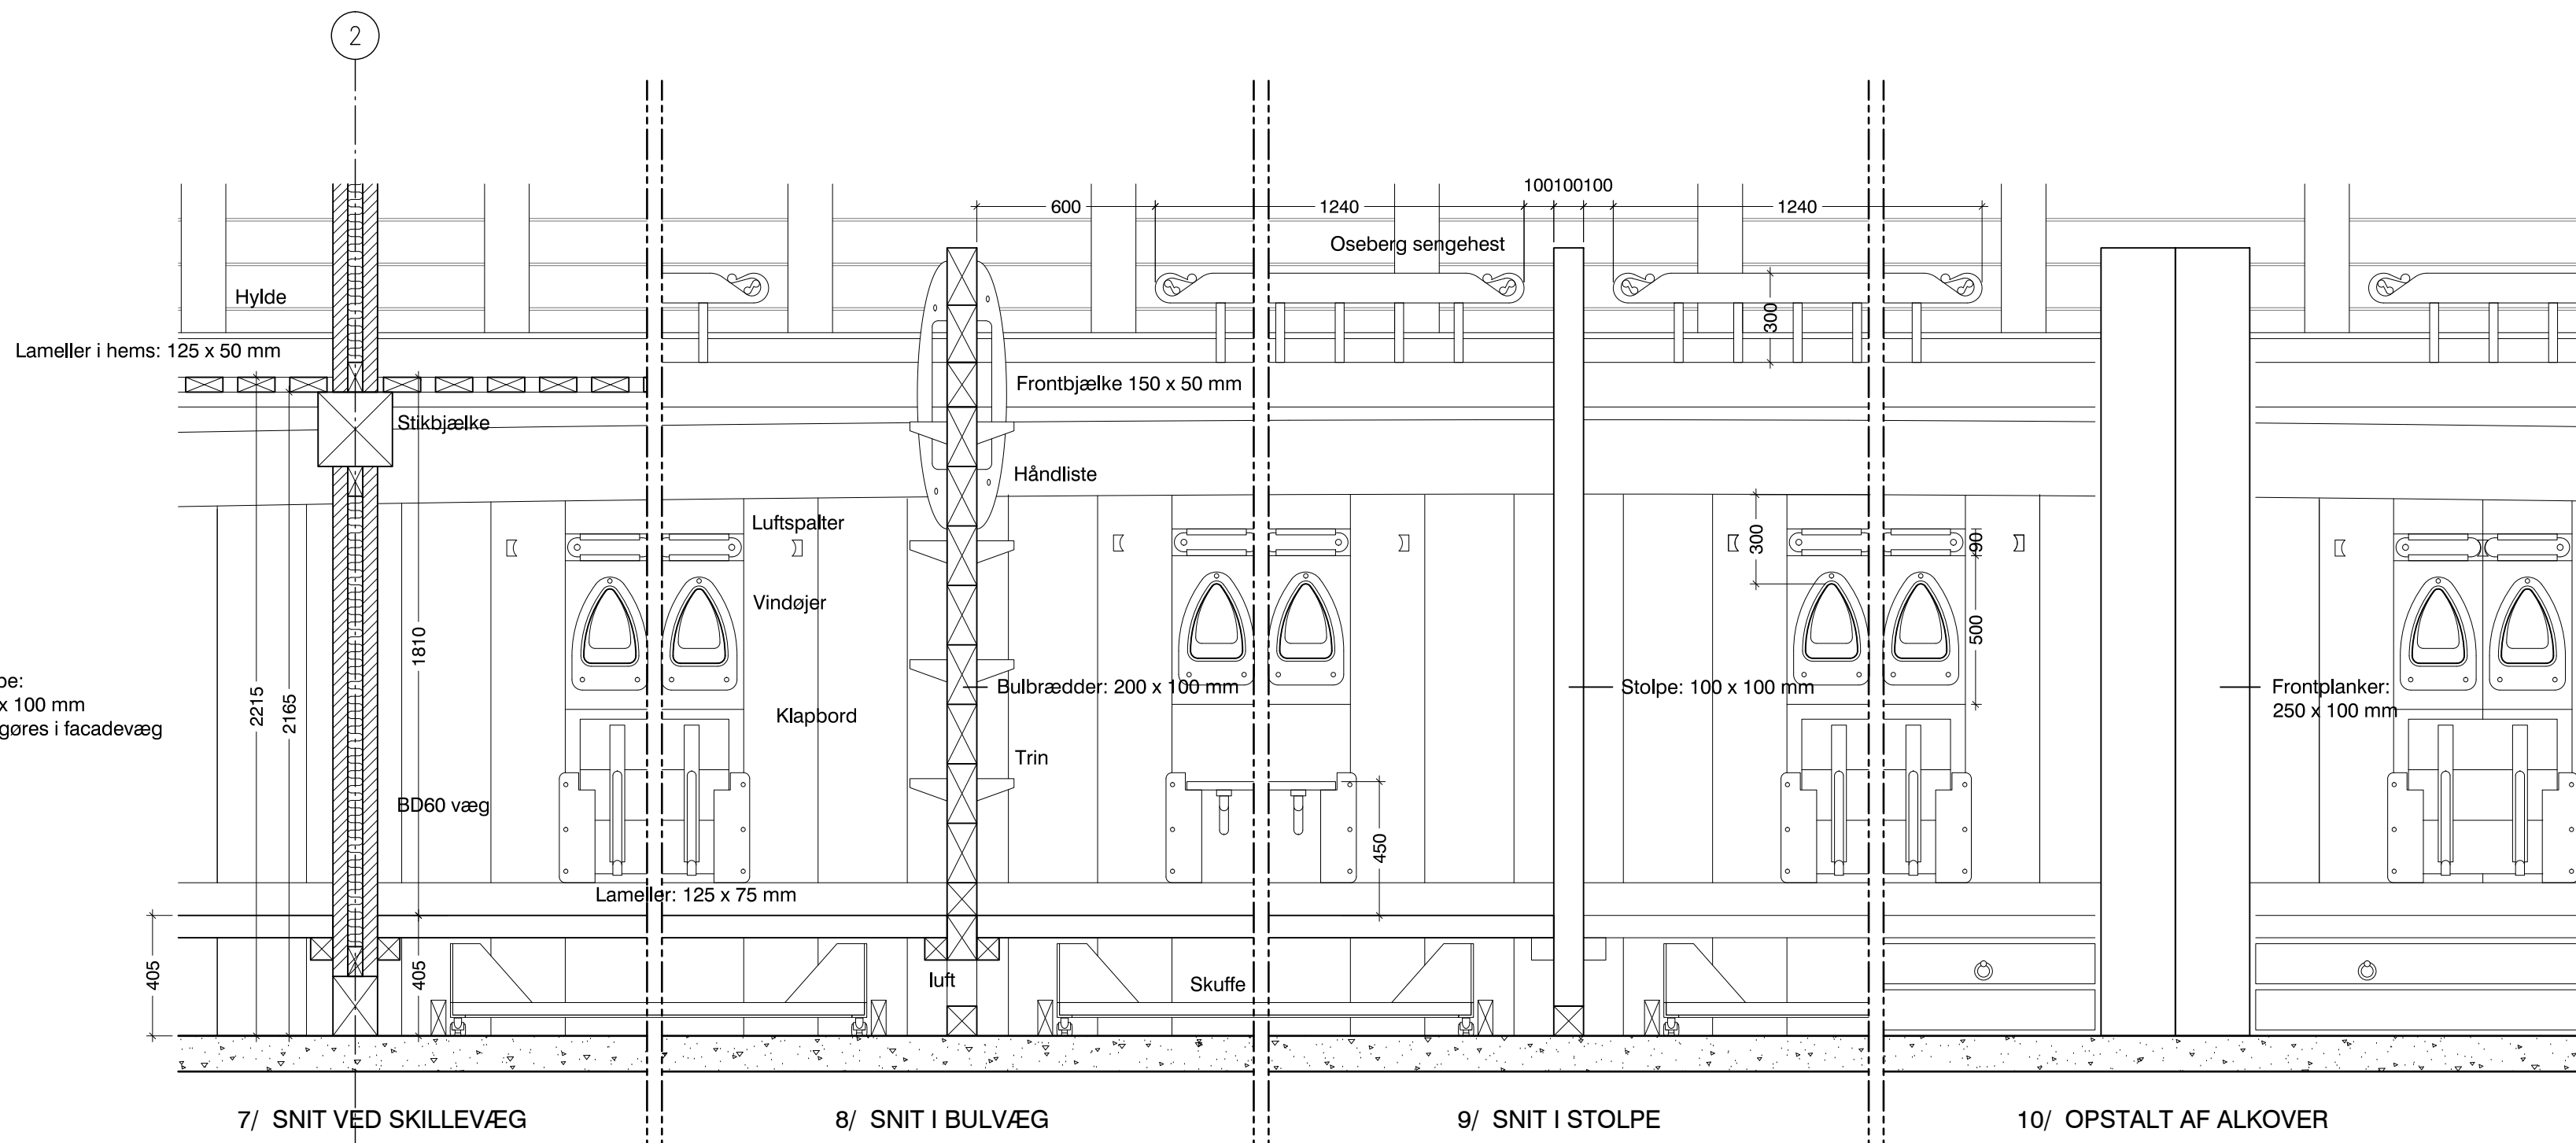 2
100100100
600
1240
1240
Oseberg sengehest
Hylde
300
Lameller i hems: 125 x 50 mm
Frontbjælke 150 x 50 mm
Stikbjælke
Håndliste
Luftspalter
300
90
Vindøjer
500
1810
2215
2165
x 100 mm
gøres i facadevæg
Bulbrædder: 200 x 100 mm
Stolpe: 100 x 100 mm
Frontplanker:
250 x 100 mm
Klapbord
Trin
BD60 væg
450
Lameller: 125 x 75 mm
405
405
luft
Skuffe
7/ SNIT VED SKILLEVÆG
8/ SNIT I BULVÆG
9/ SNIT I STOLPE
10/ OPSTALT AF ALKOVER